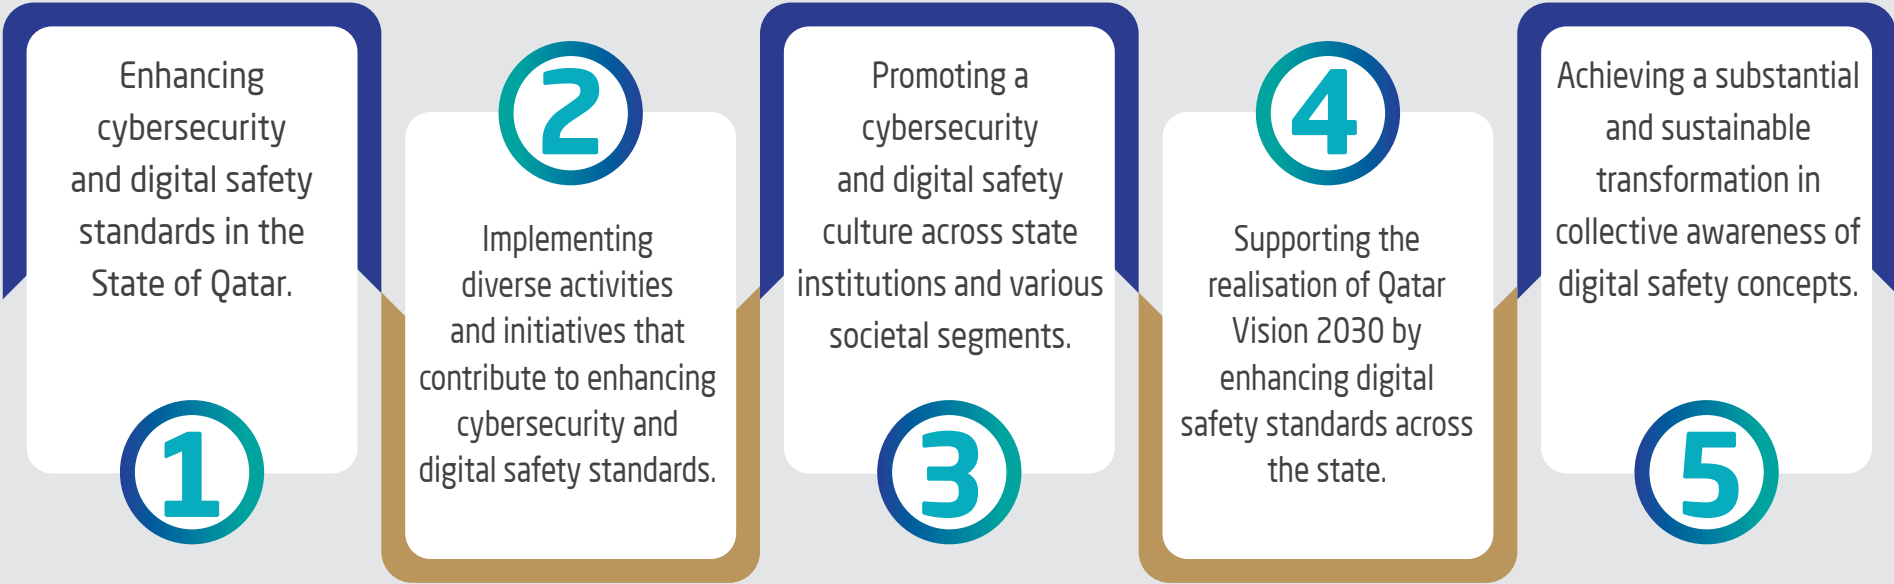 Enhancing
cybersecurity
and digital safety
standards in the
State of Qatar.
1
2
Implementing
diverse activities
and initiatives that
contribute to enhancing
cybersecurity and
digital safety standards.
Promoting a
cybersecurity
and digital safety
culture across state
institutions and various
societal segments.
3
4
Supporting the
realisation of Qatar
Vision 2030 by
enhancing digital
safety standards across
the state.
Achieving a substantial
and sustainable
transformation in
collective awareness of
digital safety concepts.
5